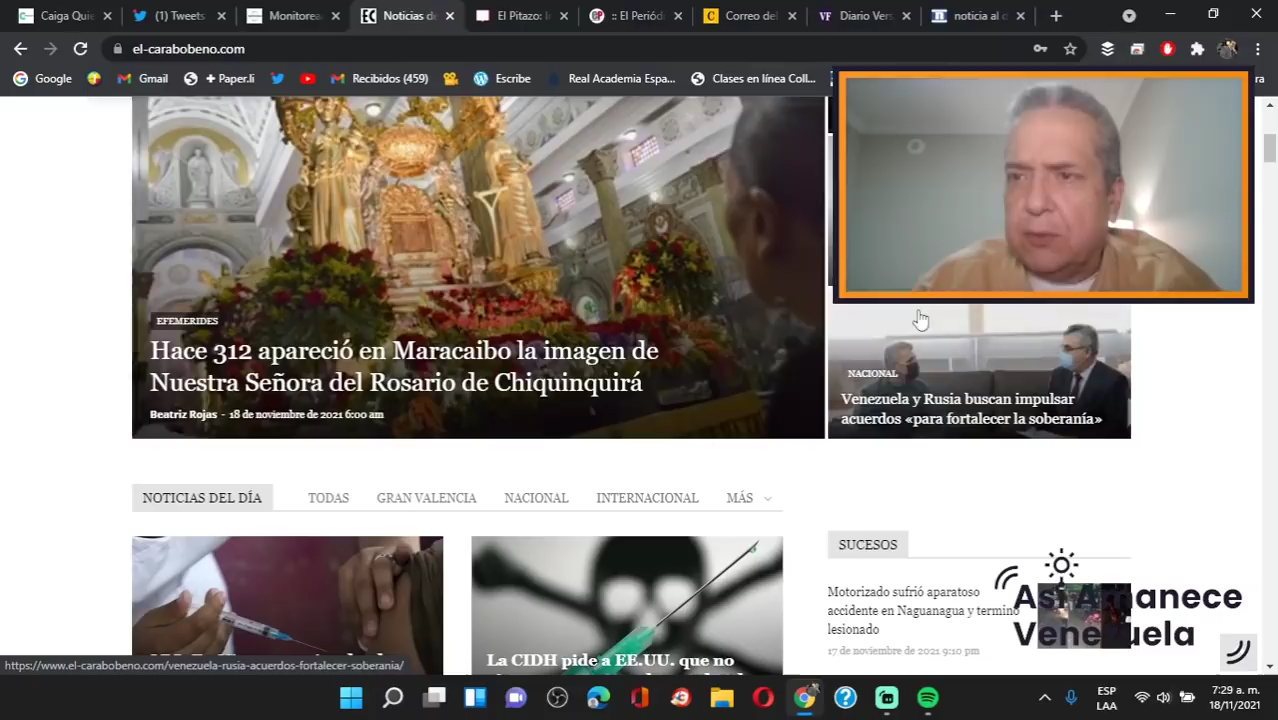 Caiga Quie
(1) Tweets
Monitorea
Noticias de
El Pitazo: I
:: El Periód
Correo del
Diario Vers
noticia al d
el-carabobeno.com
Google
Gmail
+ Paper.li
Recibidos (459)
Escribe
Real Academia Espa...
Clases en línea Coll...
EFEMERIDES
Hace 312 apareció en Maracaibo la imagen de
Nuestra Señora del Rosario de Chiquinquirá
Beatriz Rojas - 18 de noviembre de 2021 6:00 am
NACIONAL
Venezuela y Rusia buscan impulsar
acuerdos «para fortalecer la soberanía»
NOTICIAS DEL DÍA
TODAS
GRAN VALENCIA
NACIONAL
INTERNACIONAL
MÁS
La CIDH pide a EE.UU. que no
SUCESOS
Motorizado sufrió aparatoso
accidente en Naguanagua y terminó
lesionado
17 de noviembre de 2021 9:10 pm
Así Amanece
Venezuela
https://www.el-carabobeno.com/venezuela-rusia-acuerdos-fortalecer-soberania/
ESP
LAA
7:29 a. m.
18/11/2021